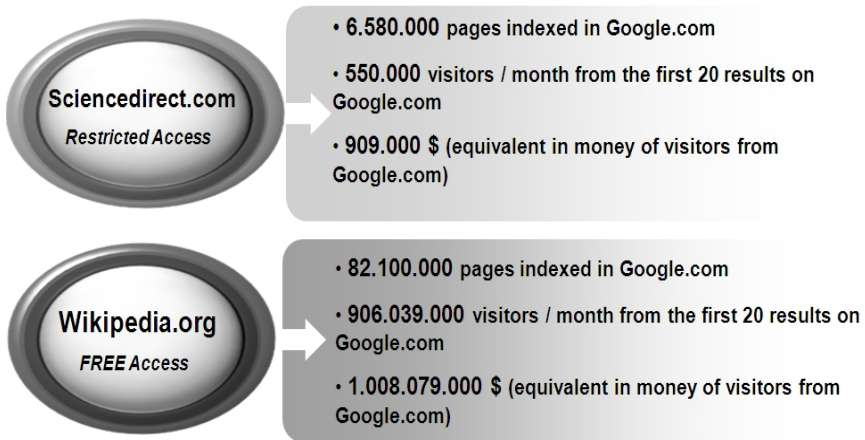 Sciencedirect.com
Restricted Access
• 6.580.000 pages indexed in Google.com
• 550.000 visitors / month from the first 20 results on
Google.com
• 909.000 $ (equivalent in money of visitors from
Google.com)
Wikipedia.org
FREE Access
• 82.100.000 pages indexed in Google.com
• 906.039.000 visitors / month from the first 20 results on
Google.com
• 1.008.079.000 $ (equivalent in money of visitors from
Google.com)